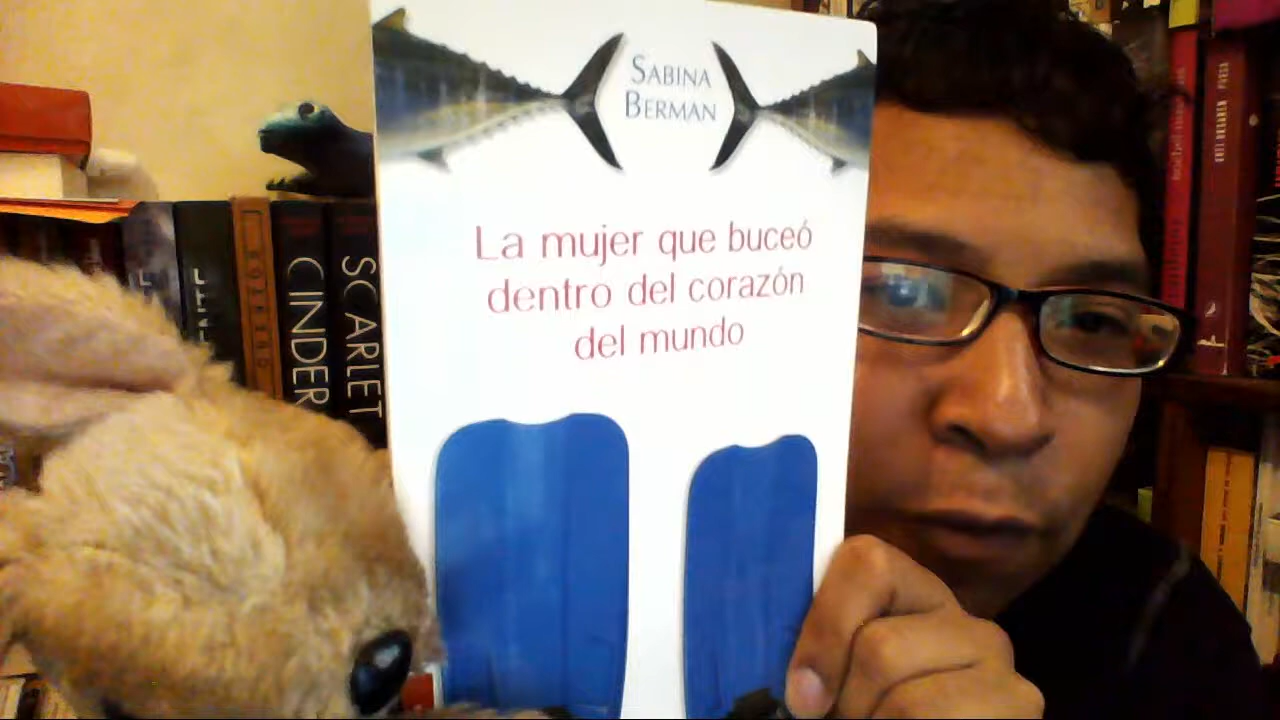 SABINA
BERMAN
La mujer que buceó
dentro del corazón
del mundo
CINDER
SCARLET